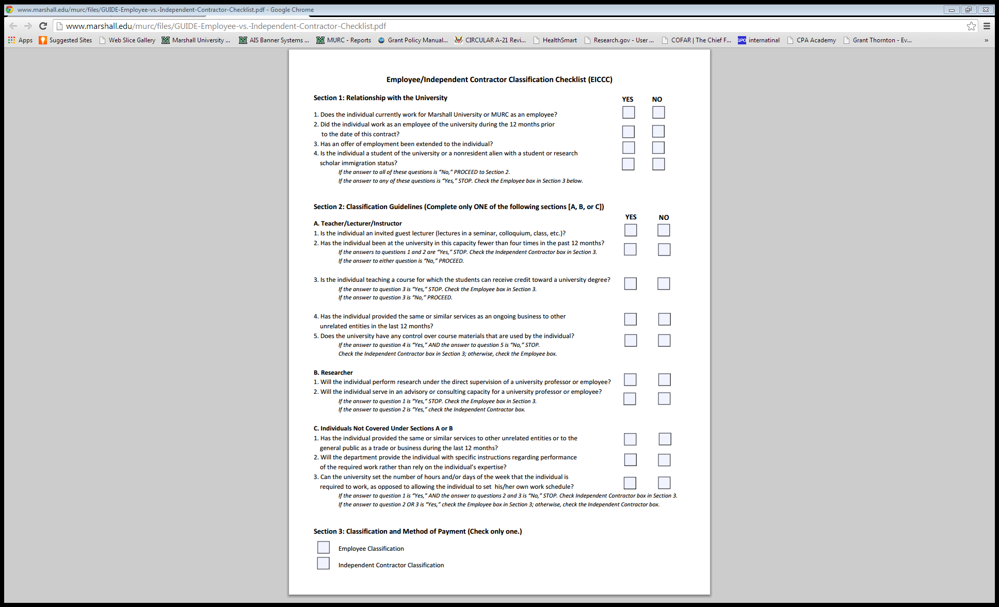 www.marshall.edu/murc/files/GUIDE-Employee-vs.-Independent-Contractor-Checklist.pdf - Google Chrome
www.marshall.edu/murc/files/GUIDE-Employee-vs.-Independent-Contractor-Checklist.pdf
Apps Suggested Sites Web Slice Gallery Marshall University ... AIS Banner Systems ... MURC - Reports Grant Policy Manual... CIRCULAR A-21 Revi... HealthSmart Research.gov - User ... COFAR | The Chief F... GPO internatinal CPA Academy Grant Thornton - Ev... »
Employee/Independent Contractor Classification Checklist (EICCC)
Section 1: Relationship with the University YES NO
1. Does the individual currently work for Marshall University or MURC as an employee?
2. Did the individual work as an employee of the university during the 12 months prior
to the date of this contract?
3. Has an offer of employment been extended to the individual?
4. Is the individual a student of the university or a nonresident alien with a student or research
scholar immigration status?
If the answer to all of these questions is “No,” PROCEED to Section 2.
If the answer to any of these questions is “Yes,” STOP. Check the Employee box in Section 3 below.
Section 2: Classification Guidelines (Complete only ONE of the following sections [A, B, or C])
YES NO
A. Teacher/Lecturer/Instructor
1. Is the individual an invited guest lecturer (lectures in a seminar, colloquium, class, etc.)?
2. Has the individual been at the university in this capacity fewer than four times in the past 12 months?
If the answers to questions 1 and 2 are “Yes,” STOP. Check the Independent Contractor box in Section 3.
If the answer to either question is “No,” PROCEED.
3. Is the individual teaching a course for which the students can receive credit toward a university degree?
If the answer to question 3 is “Yes,” STOP. Check the Employee box in Section 3.
If the answer to question 3 is “No,” PROCEED.
4. Has the individual provided the same or similar services as an ongoing business to other
unrelated entities in the last 12 months?
5. Does the university have any control over course materials that are used by the individual?
If the answer to question 4 is “Yes,” AND the answer to question 5 is “No,” STOP.
Check the Independent Contractor box in Section 3; otherwise, check the Employee box.
B. Researcher
1. Will the individual perform research under the direct supervision of a university professor or employee?
2. Will the individual serve in an advisory or consulting capacity for a university professor or employee?
If the answer to question 1 is “Yes,” STOP. Check the Employee box in Section 3.
If the answer to question 2 is “Yes,” check the Independent Contractor box.
C. Individuals Not Covered Under Sections A or B
1. Has the individual provided the same or similar services to other unrelated entities or to the
general public as a trade or business during the last 12 months?
2. Will the department provide the individual with specific instructions regarding performance
of the required work rather than rely on the individual’s expertise?
3. Can the university set the number of hours and/or days of the week that the individual is
required to work, as opposed to allowing the individual to set his/her own work schedule?
If the answer to question 1 is “Yes,” AND the answer to questions 2 and 3 is “No,” STOP. Check Independent Contractor box in Section 3.
If the answer to question 2 OR 3 is “Yes,” check the Employee box in Section 3; otherwise, check the Independent Contractor box.
Section 3: Classification and Method of Payment (Check only one.)
Employee Classification
Independent Contractor Classification